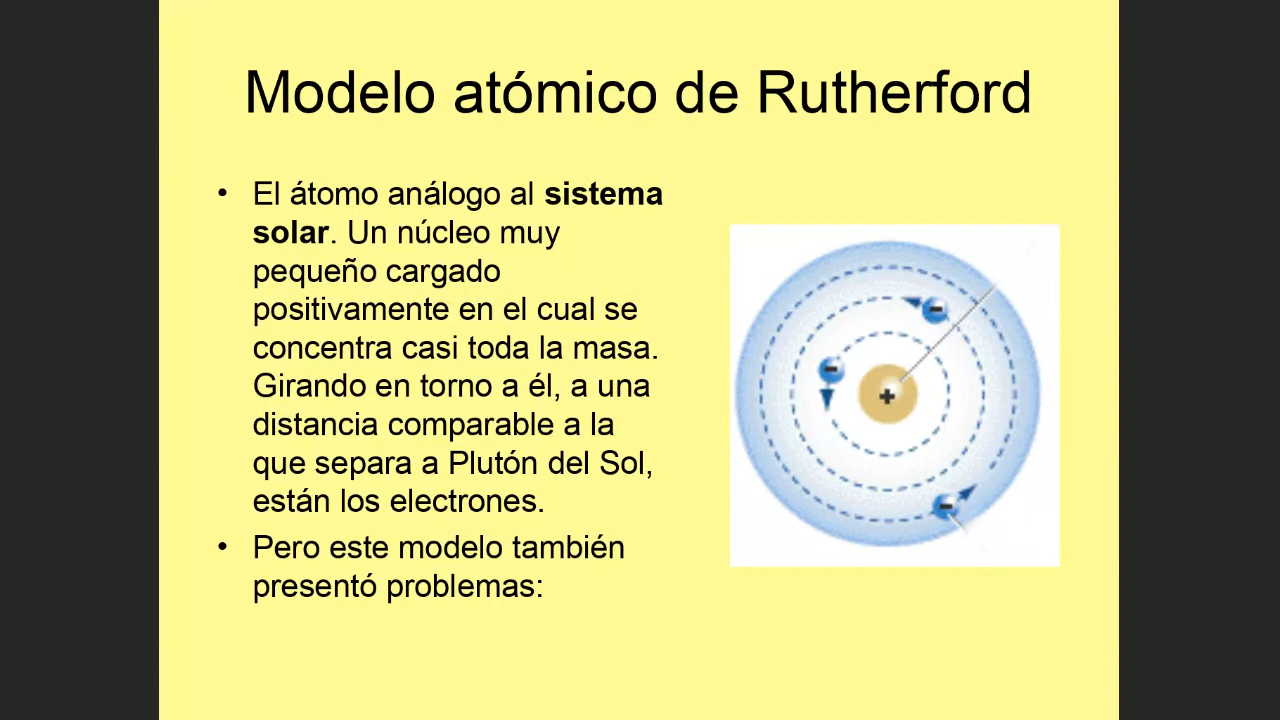 Modelo atómico de Rutherford
• El átomo análogo al sistema
solar. Un núcleo muy
pequeño cargado
positivamente en el cual se
concentra casi toda la masa.
Girando en torno a él, a una
distancia comparable a la
que separa a Plutón del Sol,
están los electrones.
• Pero este modelo también
presentó problemas:
-
-
+
-